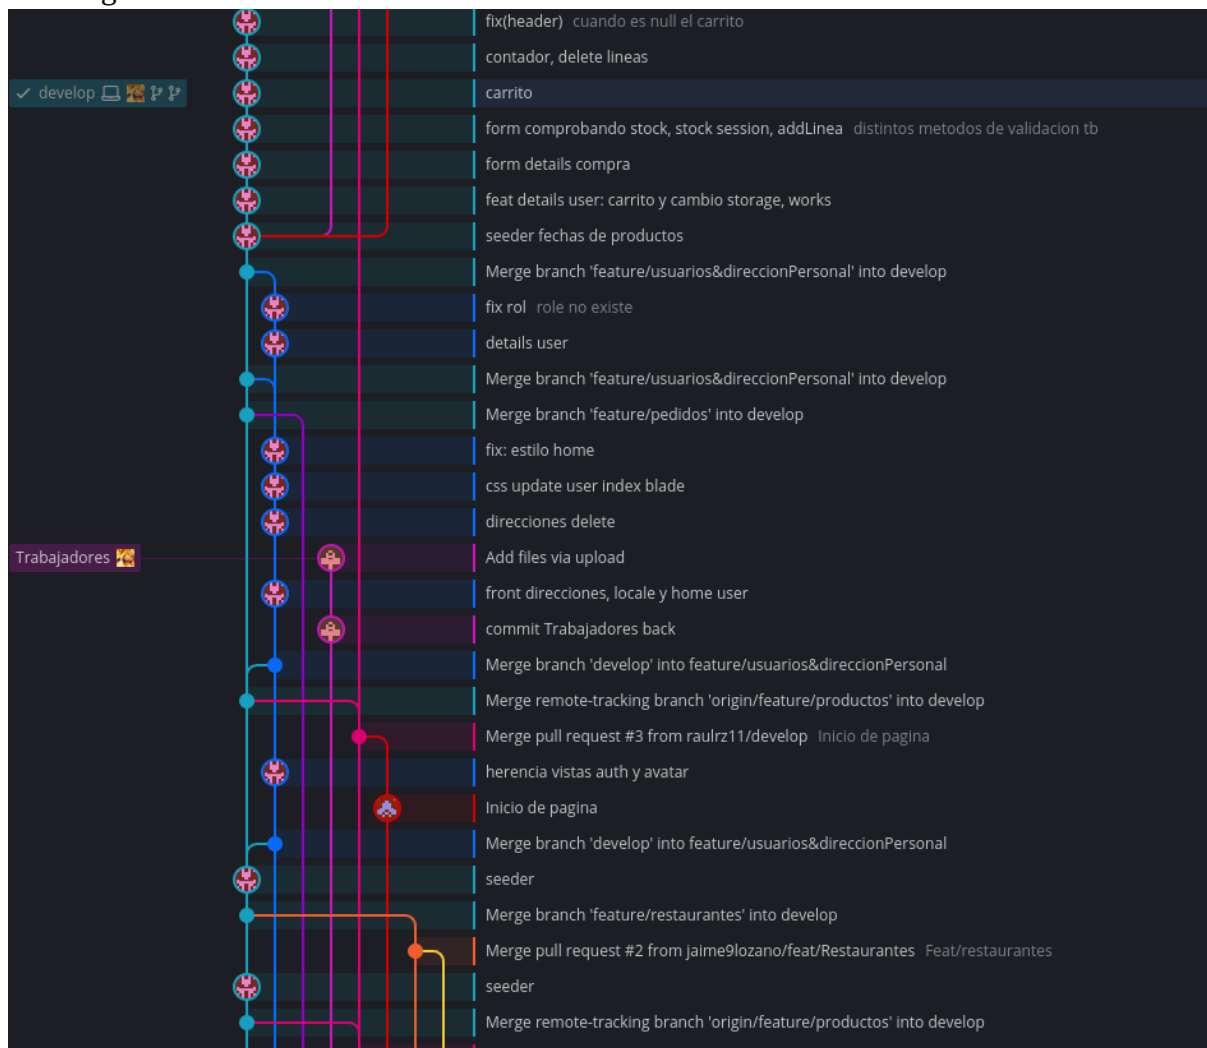 fix(header) cuando es null el carrito
contador, delete lineas
develop carrito
form comprobando stock, stock session, addLinea distintos metodos de validacion tb
form details compra
feat details user: carrito y cambio storage, works
seeder fechas de productos
Merge branch 'feature/usuarios&direccionPersonal' into develop
fix rol role no existe
details user
Merge branch 'feature/usuarios&direccionPersonal' into develop
Merge branch 'feature/pedidos' into develop
fix: estilo home
css update user index blade
direcciones delete
Trabajadores Add files via upload
front direcciones, locale y home user
commit Trabajadores back
Merge branch 'develop' into feature/usuarios&direccionPersonal
Merge remote-tracking branch 'origin/feature/productos' into develop
Merge pull request #3 from raulrz11/develop Inicio de pagina
herencia vistas auth y avatar
Inicio de pagina
Merge branch 'develop' into feature/usuarios&direccionPersonal
seeder
Merge branch 'feature/restaurantes' into develop
Merge pull request #2 from jaime9lozano/feat/Restaurantes Feat/restaurantes
seeder
Merge remote-tracking branch 'origin/feature/productos' into develop